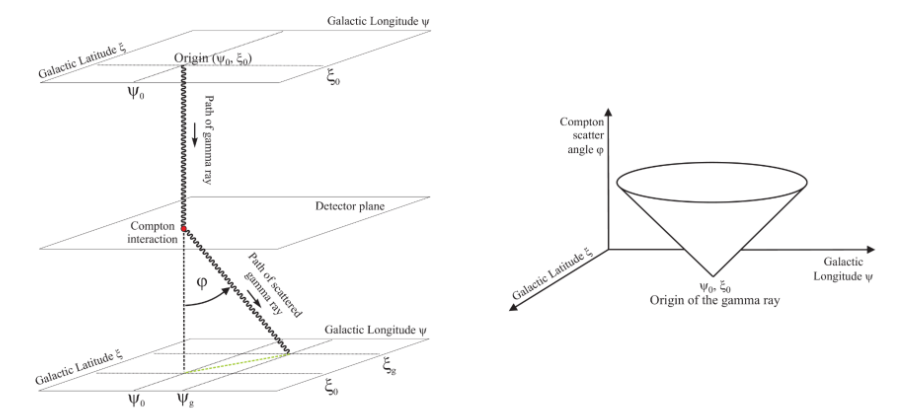 Galactic Longitude ψ
Galactic Latitude ξ
Origin (ψ₀, ξ₀)
ξ₀
ψ₀
Path of
gamma ray
Detector plane
Compton
interaction
φ
Path of scattered
gamma ray
Galactic Longitude ψ
Galactic Latitude ξ
ξg
ξ₀
ψ₀
ψg
Compton
scatter
angle φ
Galactic Latitude ξ
Galactic
Longitude ψ
ψ₀, ξ₀
Origin of the gamma ray